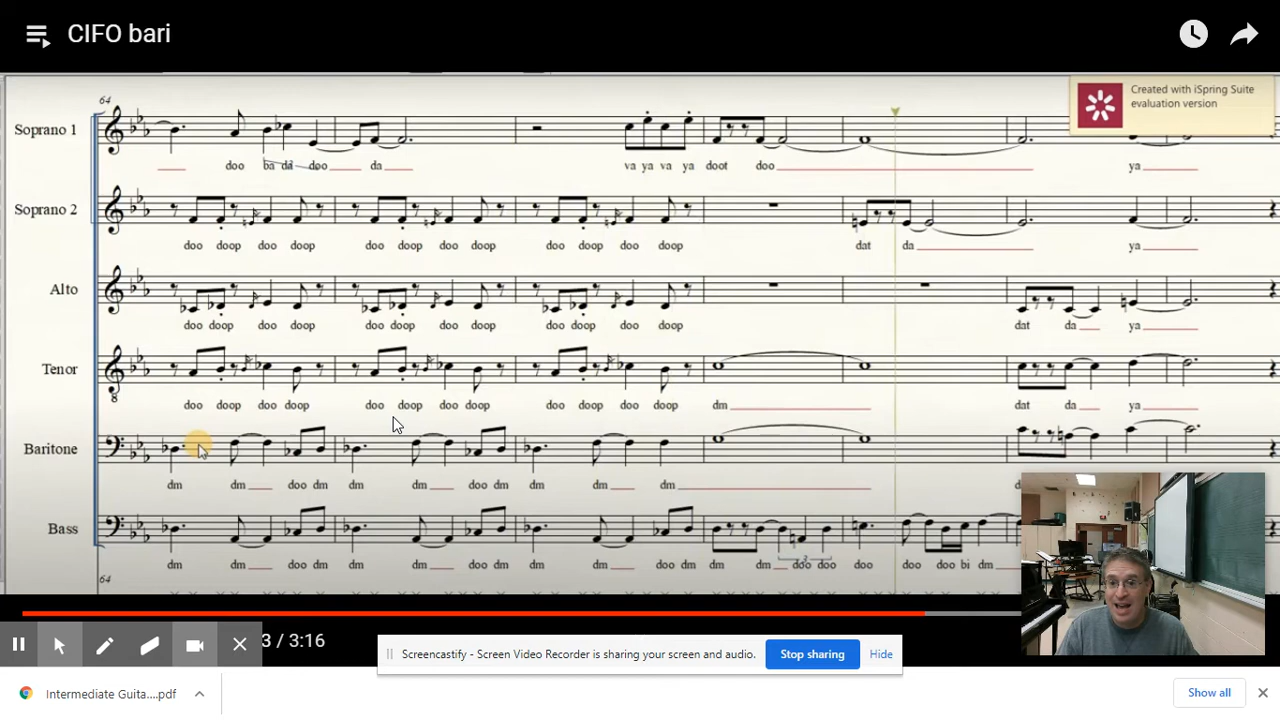 CIFO bari
Created with iSpring Suite
evaluation version
64
Soprano 1
doo ba da doo da va ya va ya doot doo ya
Soprano 2
doo doop doo doop doo doop doo doop doo doop doo doop dat da ya
Alto
doo doop doo doop doo doop doo doop doo doop doo doop dat da ya
Tenor
8
doo doop doo doop doo doop doo doop doo doop doo doop dm dat da ya
Baritone
dm dm doo dm dm dm doo dm dm dm dm
Bass
dm dm doo dm dm dm doo dm dm dm doo dm dm dm doo doo doo doo doo bi dm
64
3 / 3:16
Screencastify - Screen Video Recorder is sharing your screen and audio.
Stop sharing
Hide
Intermediate Guita....pdf
Show all